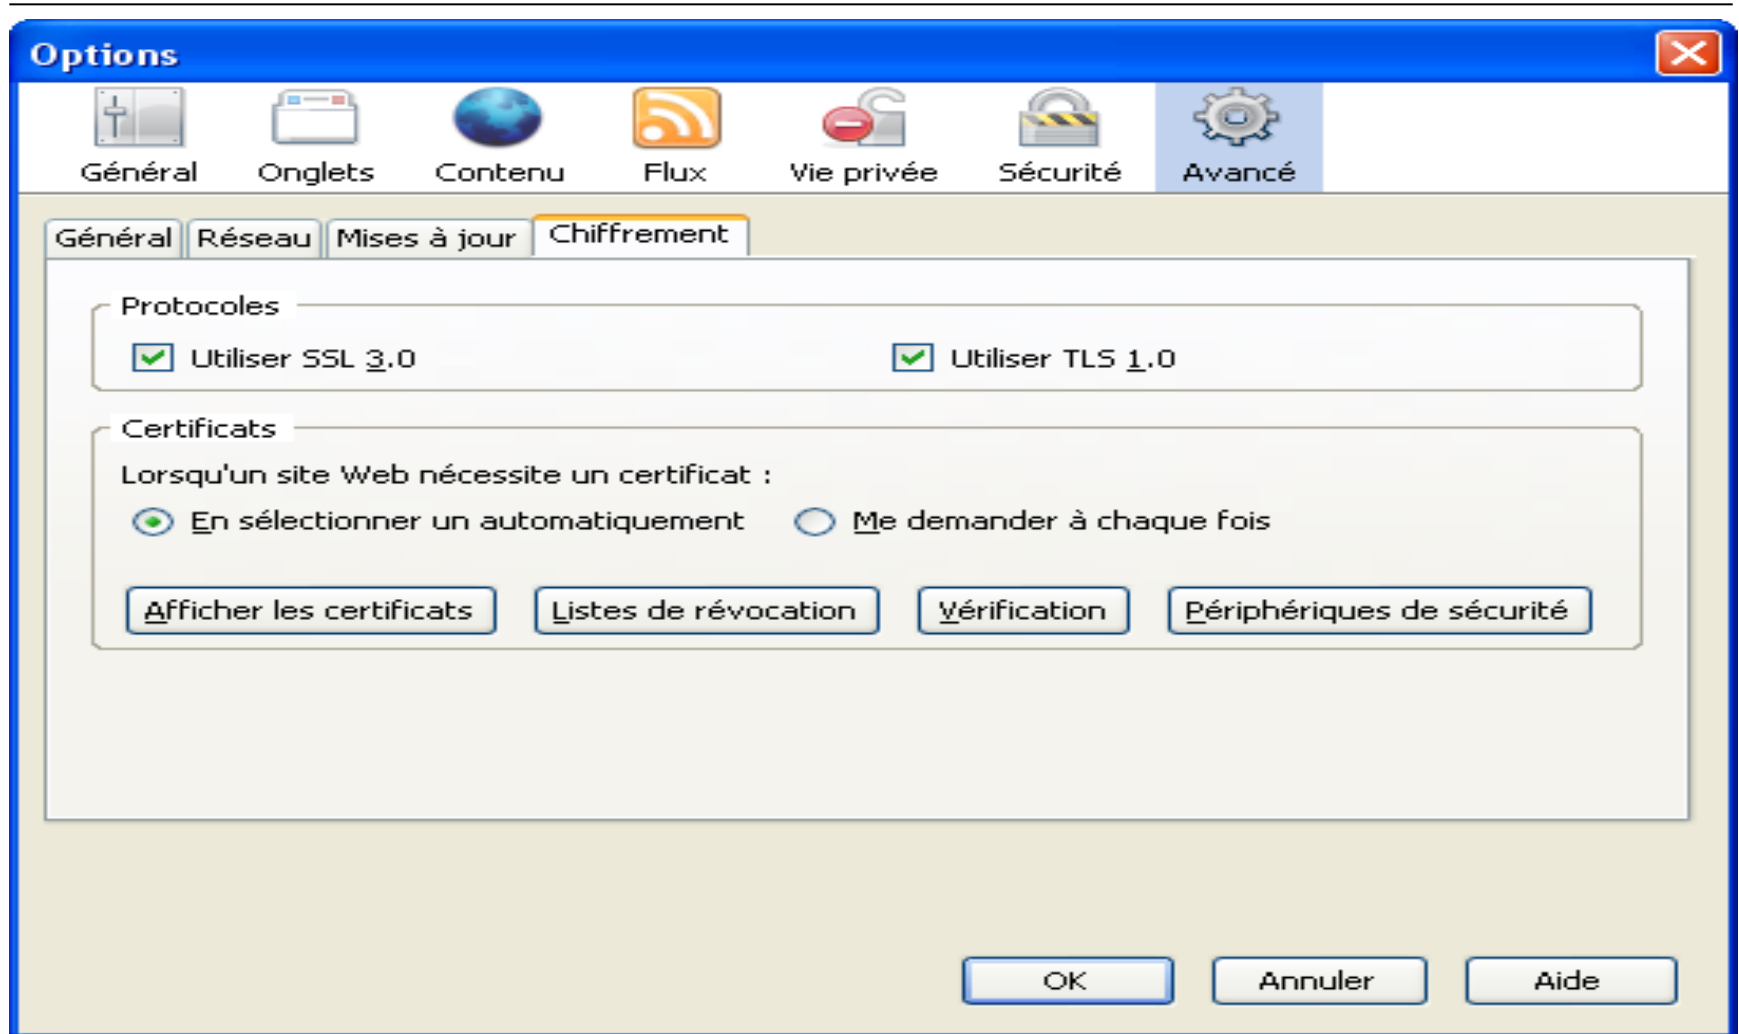 Options
Général Onglets Contenu Flux Vie privée Sécurité Avancé
Général Réseau Mises à jour Chiffrement
Protocoles
Utiliser SSL 3.0 Utiliser TLS 1.0
Certificats
Lorsqu'un site Web nécessite un certificat :
En sélectionner un automatiquement Me demander à chaque fois
Afficher les certificats Listes de révocation Vérification Périphériques de sécurité
OK Annuler Aide